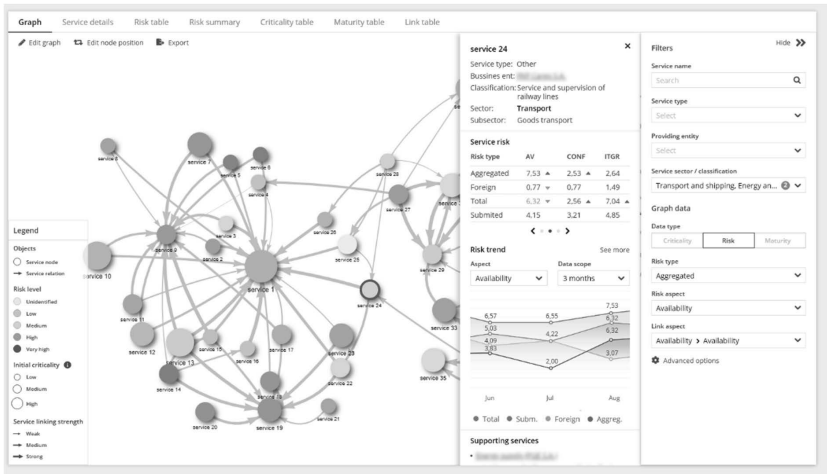 Graph Service details Risk table Risk summary Criticality table Maturity table Link table
Edit graph Edit node position Export
service 6
service 7
service 5
service 8
service 4
service 28
service 27
service 3
service 26
service 9
service 2
service 25
service 29
service 10
service 1
service 24
service 11
service 33
service 12
service 13
service 15
service 16
service 17
service 23
service 22
service 35
service 14
service 18
service 20
service 19
service 21
Legend
Objects
Service node
Service relation
Risk level
Unidentified
Low
Medium
High
Very high
Initial criticality
Low
Medium
High
Service linking strength
Weak
Medium
Strong
service 24
Service type: Other
Bussines ent:
Classification: Service and supervision of
railway lines
Sector: Transport
Subsector: Goods transport
Service risk
Risk type AV CONF ITGR
Aggregated 7,53 2,53 2,64
Foreign 0.77 0,77 1.49
Total 6,32 2,56 7,04
Submited 4.15 3,21 4.85
Risk trend See more
Aspect Data scope
Availability 3 months
7,53
6,57 6,55 6,32
5,03 4,22 6,32
4,09
3,83 2,00 3,07
Jun Jul Aug
Total Subm. Foreign Aggreg.
Supporting services
Filters Hide
Service name
Search
Service type
Select
Providing entity
Select
Service sector / classification
Transport and shipping, Energy an... 2
Graph data
Data type
Criticality Risk Maturity
Risk type
Aggregated
Risk aspect
Availability
Link aspect
Availability > Availability
Advanced options